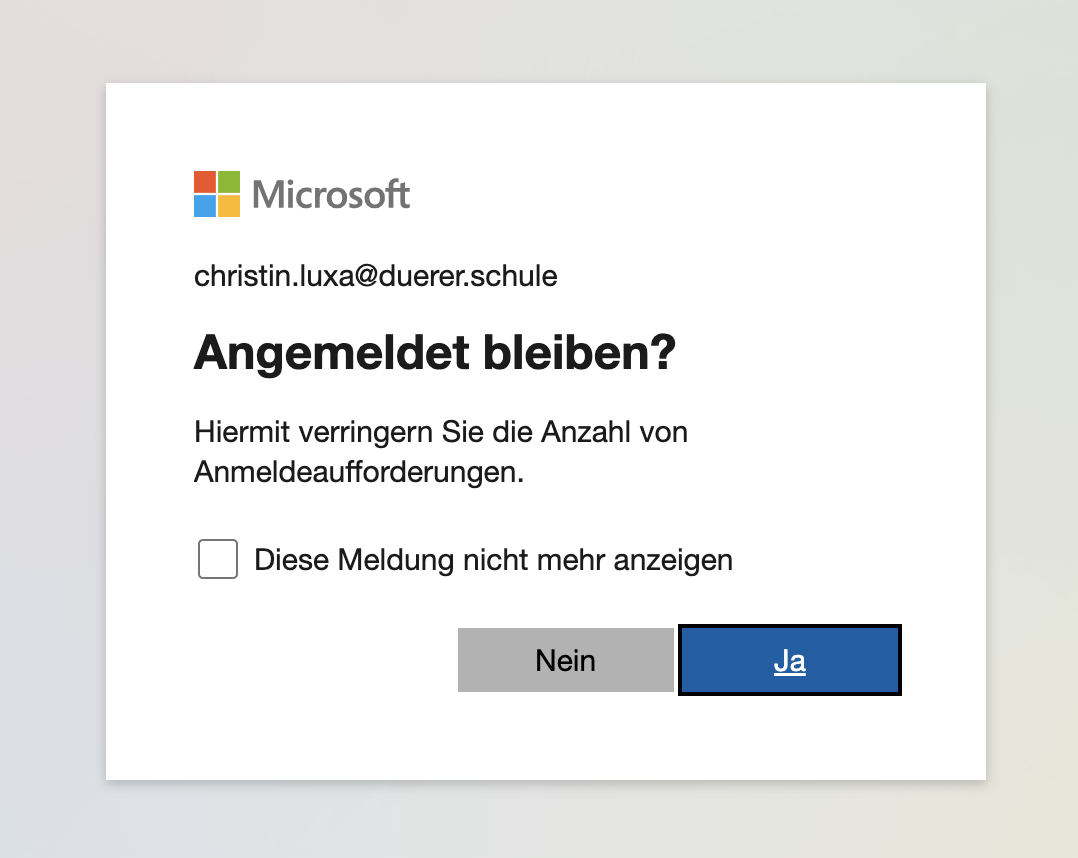 Microsoft
christin.luxa@duerer.schule
Angemeldet bleiben?
Hiermit verringern Sie die Anzahl von
Anmeldeaufforderungen.
Diese Meldung nicht mehr anzeigen
Nein
Ja